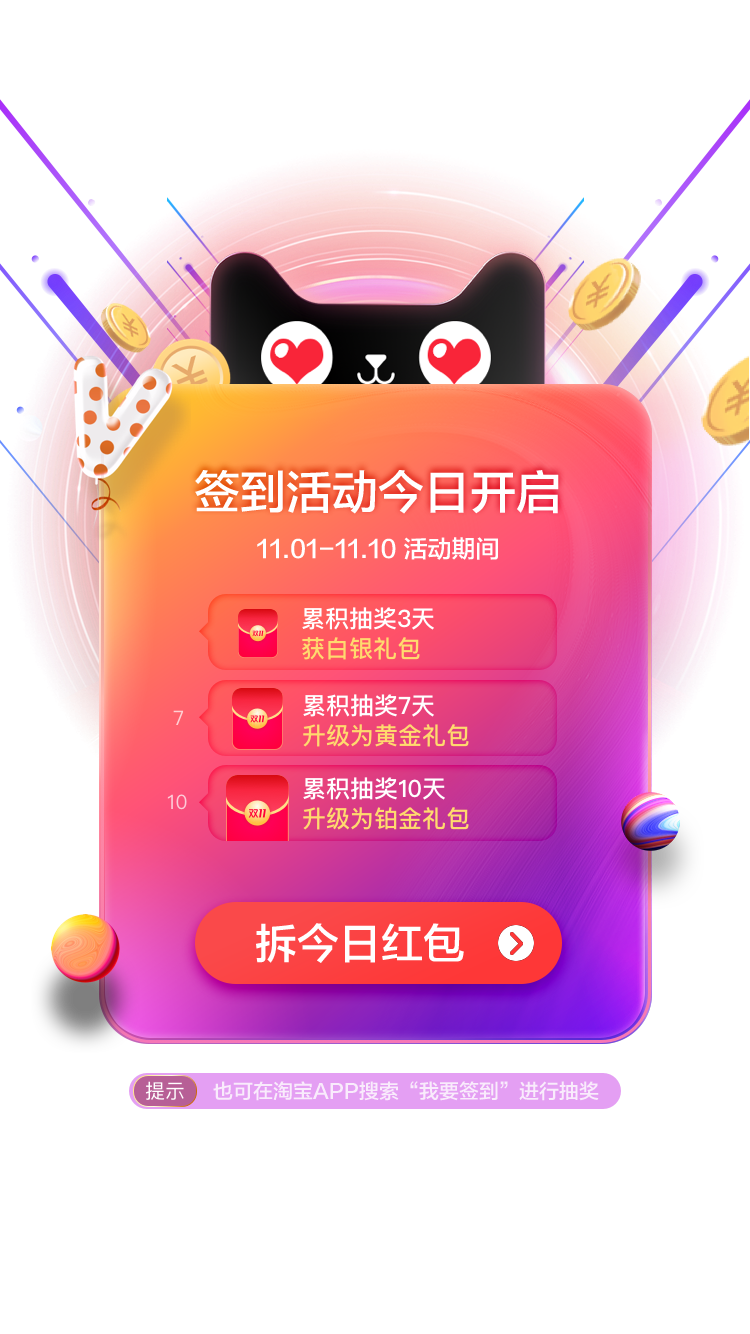 签到活动今日开启
11.01-11.10 活动期间
双11
累积抽奖3天
获白银礼包
7
双11
累积抽奖7天
升级为黄金礼包
10
双11
累积抽奖10天
升级为铂金礼包
拆今日红包
提示 也可在淘宝APP搜索“我要签到”进行抽奖